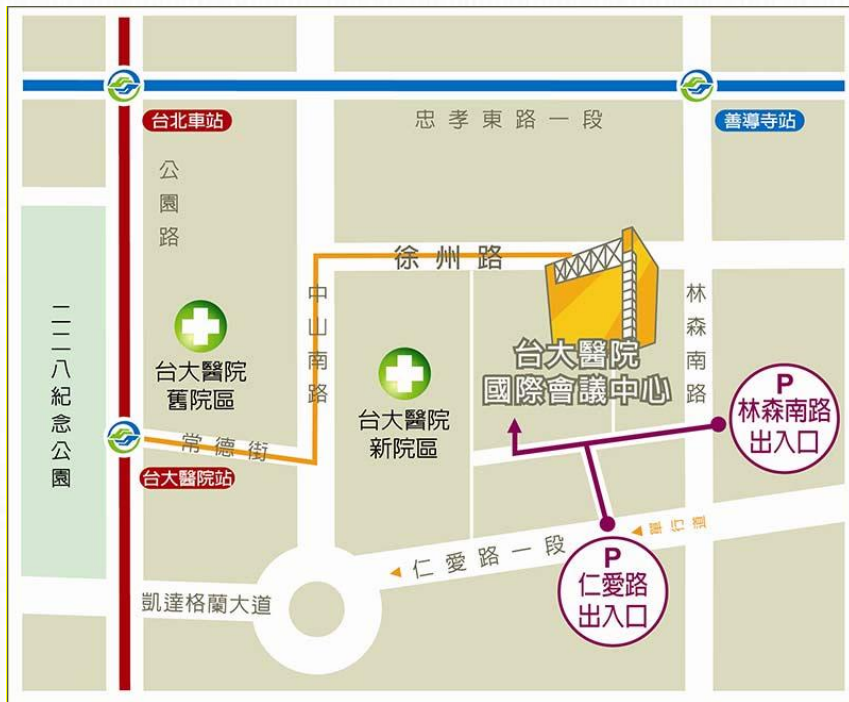 台北車站
忠孝東路一段
善導寺站
公園路
徐州路
中山南路
林森南路
二二八紀念公園
台大醫院
舊院區
台大醫院
新院區
台大醫院
國際會議中心
P
林森南路
出入口
常德街
台大醫院站
單行道
仁愛路一段
P
仁愛路
出入口
凱達格蘭大道